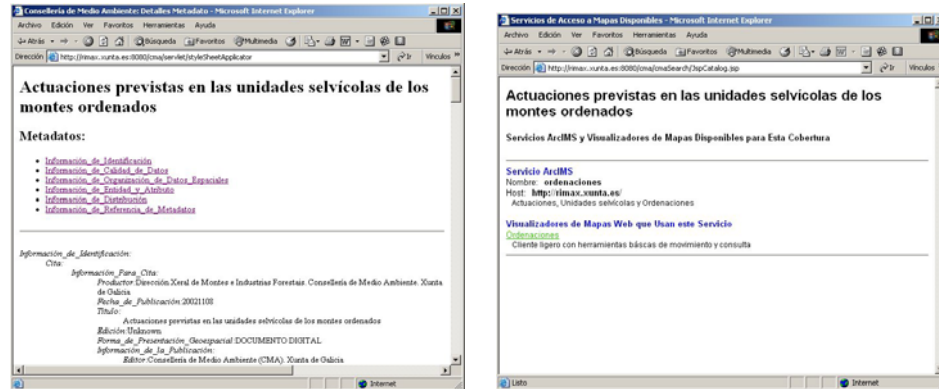 Consellería de Medio Ambiente: Detalles Metadato - Microsoft Internet Explorer
Archivo Edición Ver Favoritos Herramientas Ayuda
Atrás Búsqueda Favoritos Multimedia
Dirección http://rimax.xunta.es:8080/cma/servlet/styleSheetApplicator Ir Vínculos
Actuaciones previstas en las unidades selvícolas de los
montes ordenados
Metadatos:
Información_de_Identificación
Información_de_Calidad_de_Datos
Información_de_Organización_de_Datos_Espaciales
Información_de_Entidad_y_Atributo
Información_de_Distribución
Información_de_Referencia_de_Metadatos
Información_de_Identificación:
Cita:
Información_Para_Cita:
Productor:Dirección Xeral de Montes e Industrias Forestais. Consellería de Medio Ambiente. Xunta
de Galicia
Fecha_de_Publicación:20021108
Título:
Actuaciones previstas en las unidades selvícolas de los montes ordenados
Edición:Unknown
Forma_de_Presentación_Geoespacial:DOCUMENTO DIGITAL
Información_de_la_Publicación:
Editor:Consellería de Medio Ambiente (CMA). Xunta de Galicia
Internet
Servicios de Acceso a Mapas Disponibles - Microsoft Internet Explorer
Archivo Edición Ver Favoritos Herramientas Ayuda
Atrás Búsqueda Favoritos Multimedia
Dirección http://rimax.xunta.es:8080/cma/cmaSearch/JspCatalog.jsp Ir Vínculos
Actuaciones previstas en las unidades selvícolas de los
montes ordenados
Servicios ArcIMS y Visualizadores de Mapas Disponibles para Esta Cobertura
Servicio ArcIMS
Nombre: ordenaciones
Host: http://rimax.xunta.es/
Actuaciones, Unidades selvícolas y Ordenaciones
Visualizadores de Mapas Web que Usan este Servicio
Ordenaciones
Cliente ligero con herramientas báscas de movimiento y consulta
Listo Internet